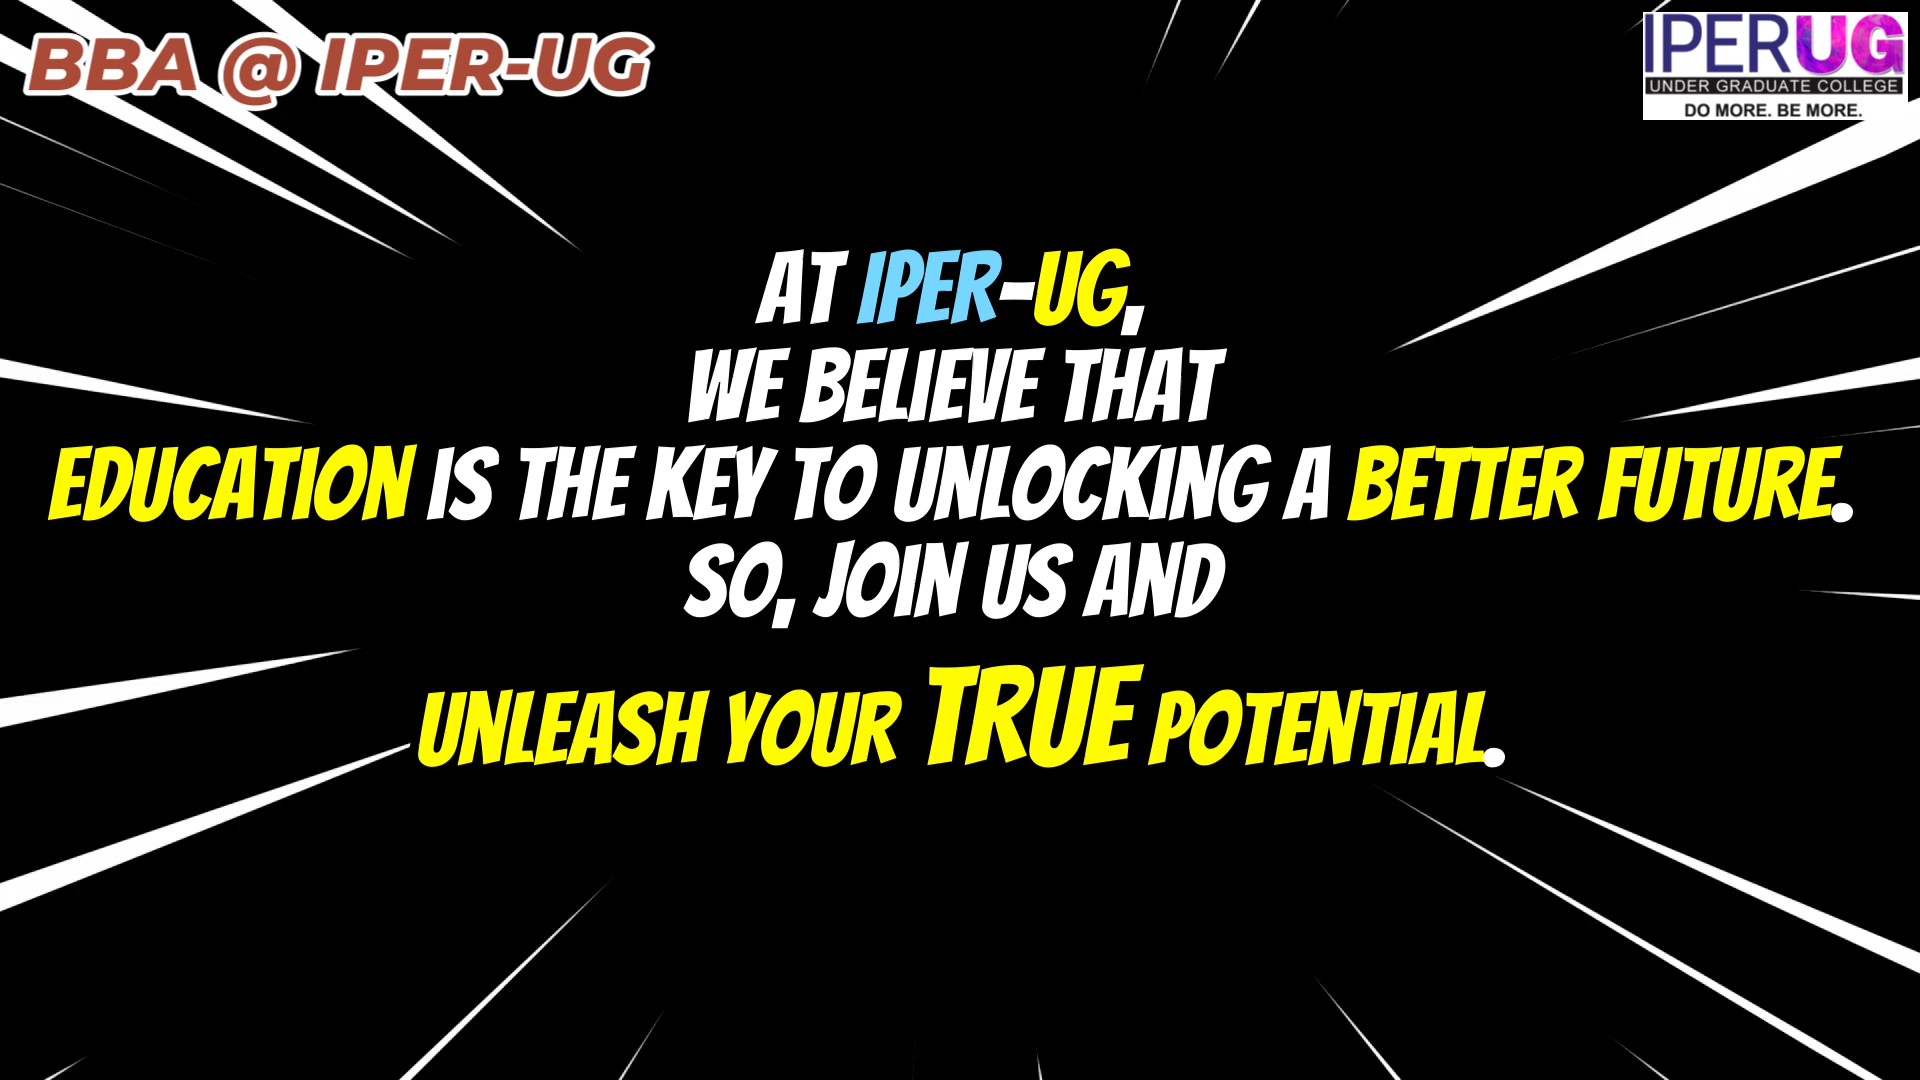 BBA @ IPER-UG
IPERUG
UNDER GRADUATE COLLEGE
DO MORE. BE MORE.
AT IPER-UG,
WE BELIEVE THAT
EDUCATION IS THE KEY TO UNLOCKING A BETTER FUTURE.
SO, JOIN US AND
UNLEASH YOUR TRUE POTENTIAL.